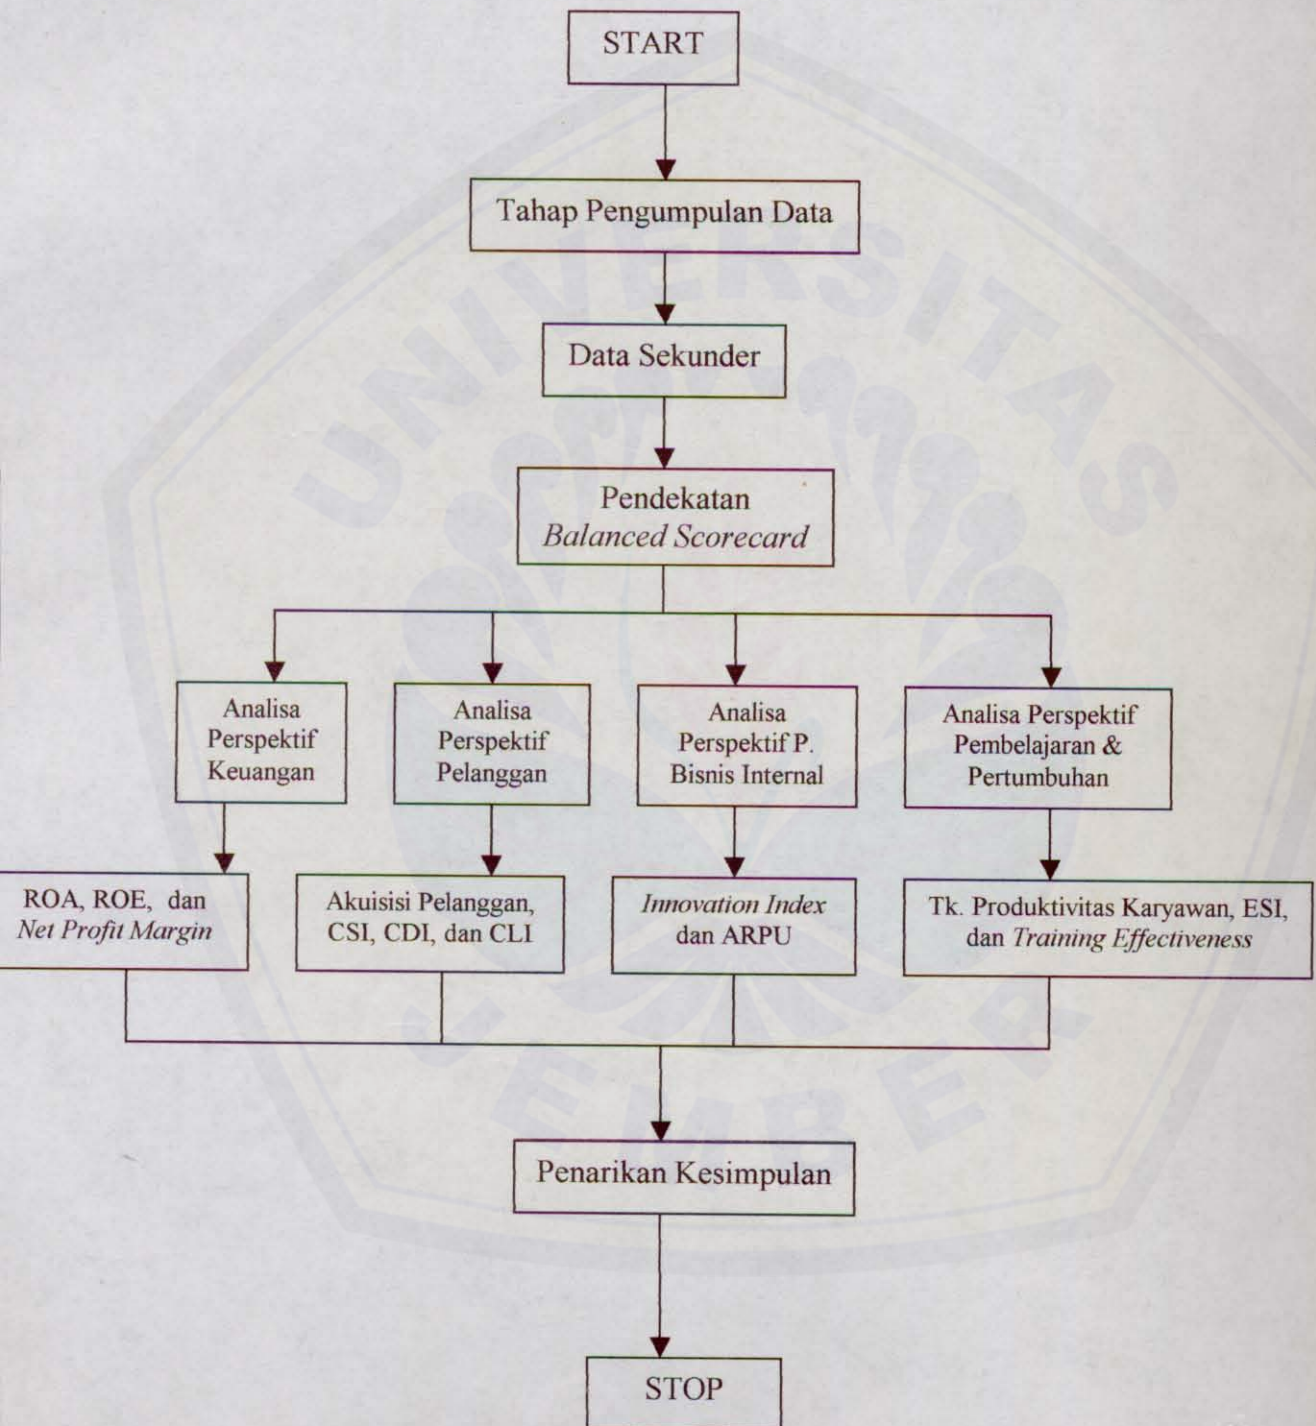 START
Tahap Pengumpulan Data
Data Sekunder
Pendekatan
Balanced Scorecard
Analisa
Perspektif
Keuangan
Analisa
Perspektif
Pelanggan
Analisa
Perspektif P.
Bisnis Internal
Analisa Perspektif
Pembelajaran &
Pertumbuhan
ROA, ROE, dan
Net Profit Margin
Akuisisi Pelanggan,
CSI, CDI, dan CLI
Innovation Index
dan ARPU
Tk. Produktivitas Karyawan, ESI,
dan Training Effectiveness
Penarikan Kesimpulan
STOP
UNIVERSITAS
JEMBER